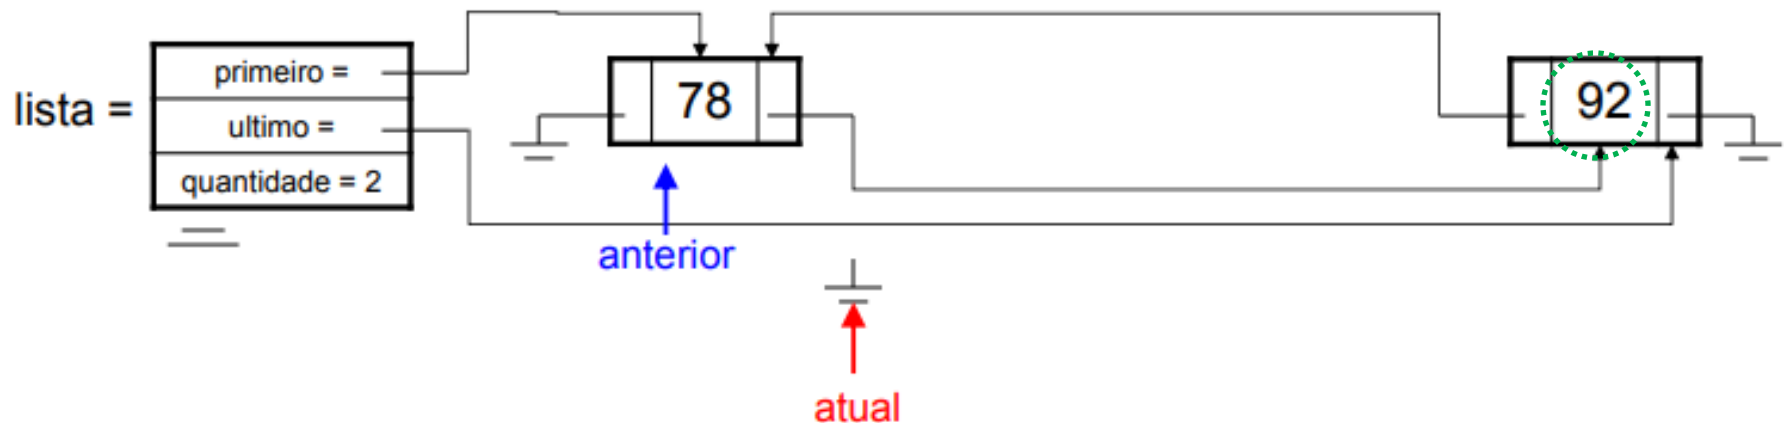 lista =
primeiro =
ultimo =
quantidade = 2
78
92
anterior
atual